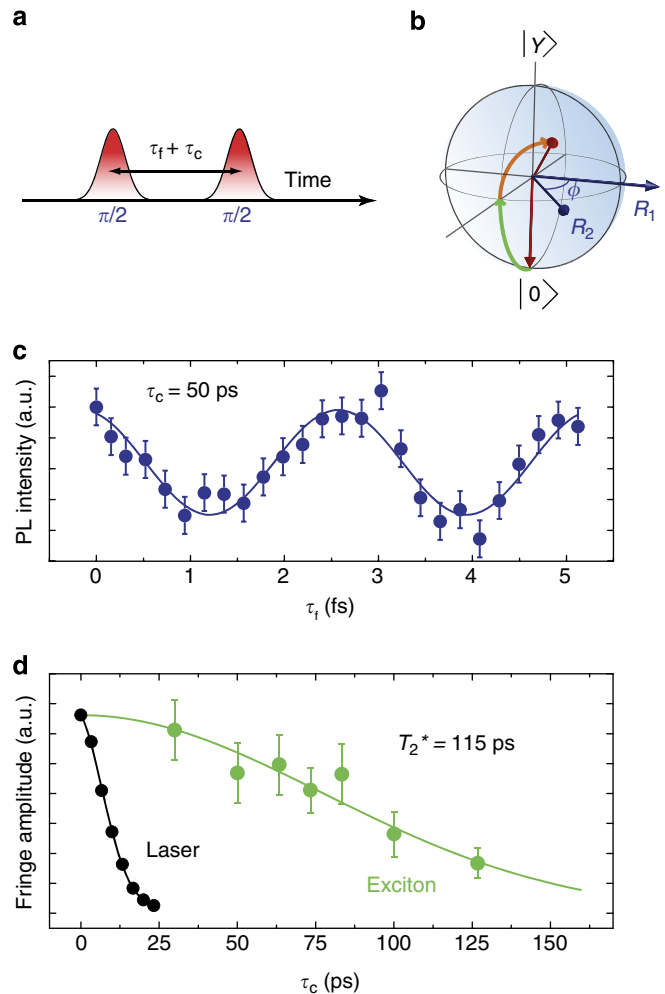 a
τf + τc
Time
π/2 π/2
b
|Y⟩
ϕ
R1
R2
|0⟩
c
τc = 50 ps
PL intensity (a.u.)
0 1 2 3 4 5
τf (fs)
d
Fringe amplitude (a.u.)
T2* = 115 ps
Laser
Exciton
0 25 50 75 100 125 150
τc (ps)